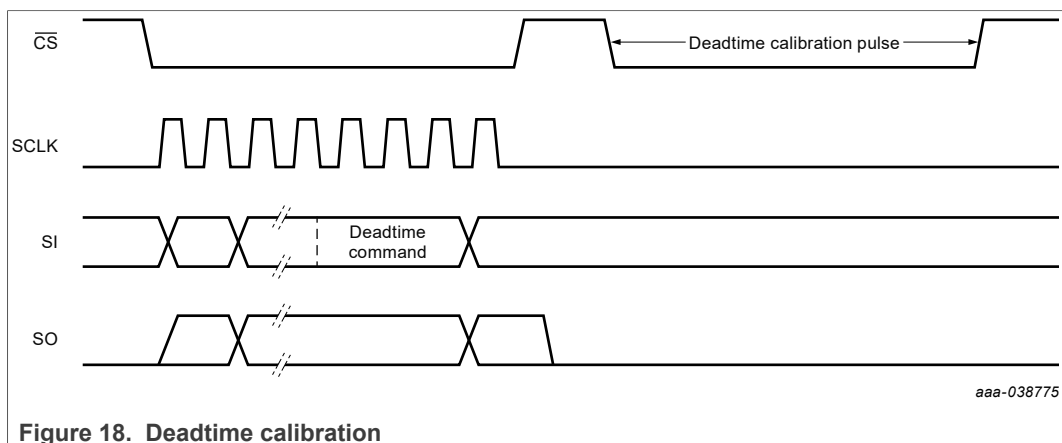 CS
Deadtime calibration pulse
SCLK
SI
Deadtime
command
SO
aaa-038775
Figure 18. Deadtime calibration